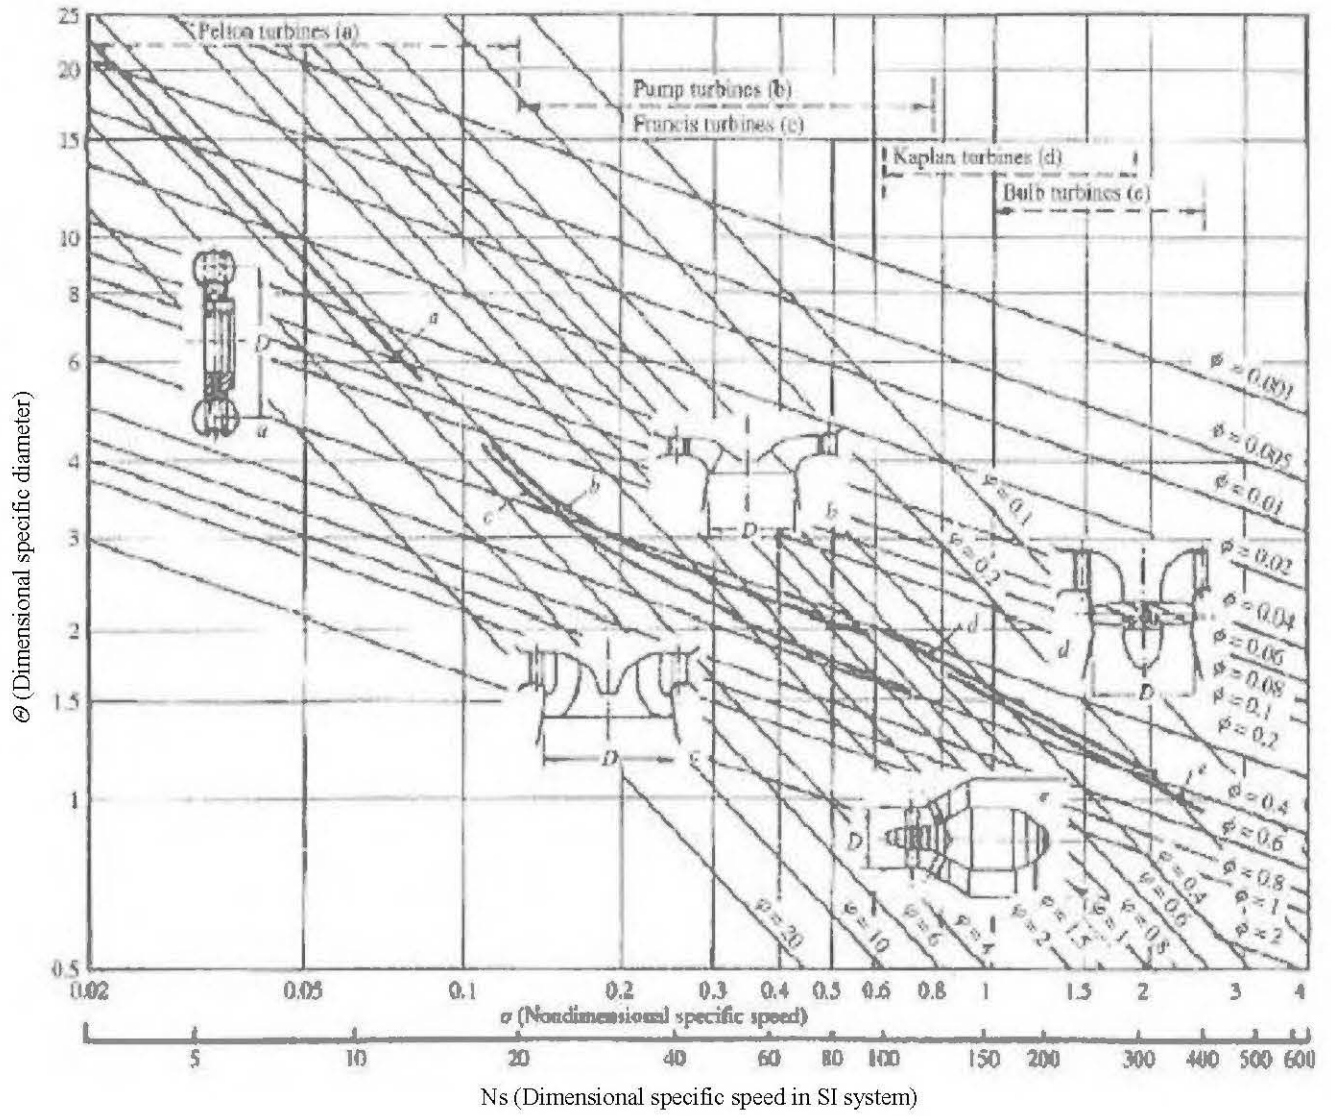 25
Pelton turbines (a)
20
Pump turbines (b)
Francis turbines (c)
15
Kaplan turbines (d)
Bulb turbines (e)
10
8
6
4
3
2
1.5
1
0.5
Θ (Dimensional specific diameter)
D
a
a
b
c
D
b
φ = 0.001
φ = 0.005
φ = 0.01
φ = 0.02
φ = 0.04
φ = 0.06
φ = 0.08
φ = 0.1
φ = 0.2
φ = 0.4
φ = 0.6
φ = 0.8
φ = 1
φ = 2
φ = 0.1
φ = 0.2
d
d
D
D
c
D
e
e
φ = 20
φ = 10
φ = 6
φ = 4
φ = 2
φ = 1.5
φ = 1
φ = 0.8
φ = 0.6
φ = 0.4
0.02 0.05 0.1 0.2 0.3 0.4 0.5 0.6 0.8 1 1.5 2 3 4
σ (Nondimensional specific speed)
5 10 20 40 60 80 100 150 200 300 400 500 600
Ns (Dimensional specific speed in SI system)